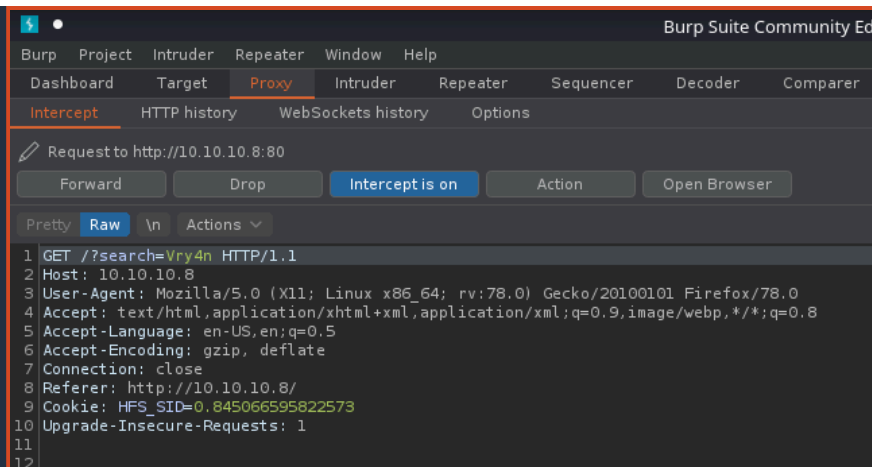 Burp Suite Community Ed
Burp Project Intruder Repeater Window Help
Dashboard Target Proxy Intruder Repeater Sequencer Decoder Comparer
Intercept HTTP history WebSockets history Options
Request to http://10.10.10.8:80
Forward Drop Intercept is on Action Open Browser
Pretty Raw \n Actions
1 GET /?search=Vry4n HTTP/1.1
2 Host: 10.10.10.8
3 User-Agent: Mozilla/5.0 (X11; Linux x86_64; rv:78.0) Gecko/20100101 Firefox/78.0
4 Accept: text/html,application/xhtml+xml,application/xml;q=0.9,image/webp,*/*;q=0.8
5 Accept-Language: en-US,en;q=0.5
6 Accept-Encoding: gzip, deflate
7 Connection: close
8 Referer: http://10.10.10.8/
9 Cookie: HFS_SID=0.845066595822573
10 Upgrade-Insecure-Requests: 1
11
12